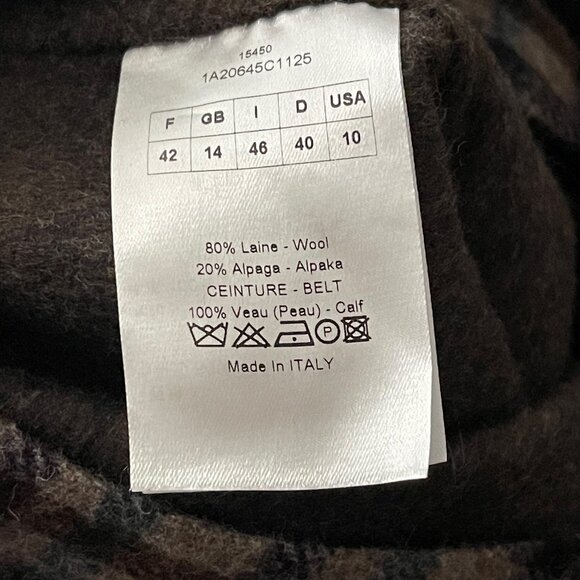 15450
1A20645C1125
F GB I D USA
42 14 46 40 10
80% Laine - Wool
20% Alpaga - Alpaka
CEINTURE - BELT
100% Veau (Peau) - Calf
P
Made In ITALY